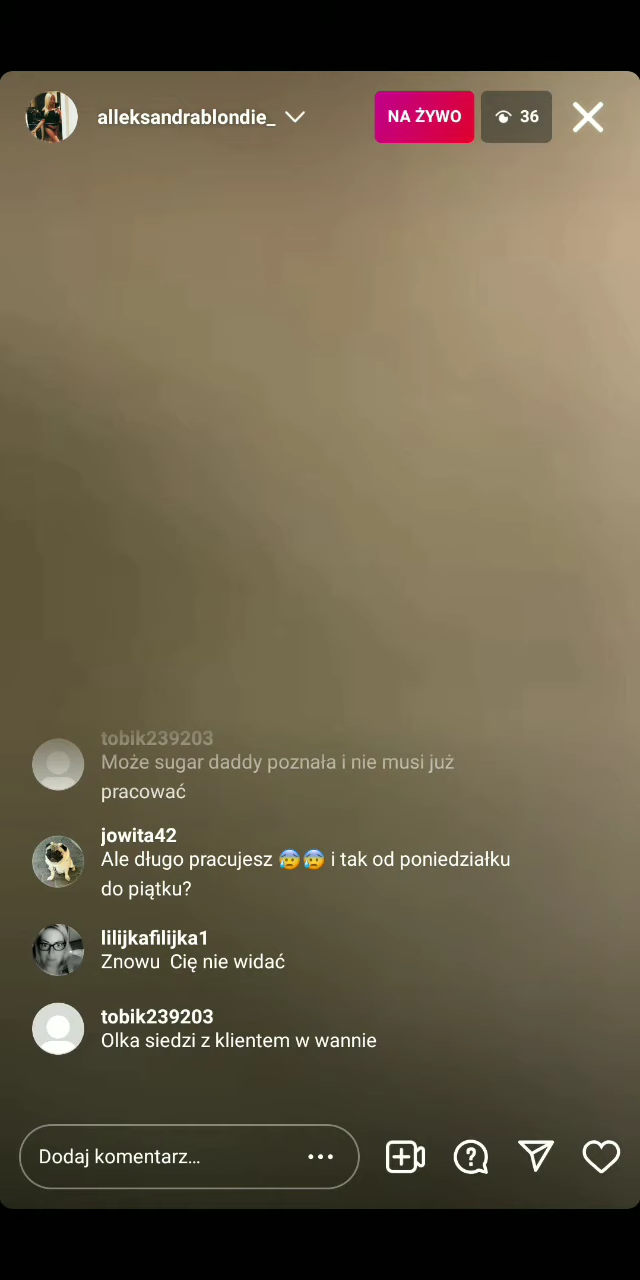 alleksandrablondie_
NA ŻYWO
36
tobik239203
Może sugar daddy poznała i nie musi już
pracować
jowita42
Ale długo pracujesz 😰😰 i tak od poniedziałku
do piątku?
lilijkafilijka1
Znowu  Cię nie widać
tobik239203
Olka siedzi z klientem w wannie
Dodaj komentarz...